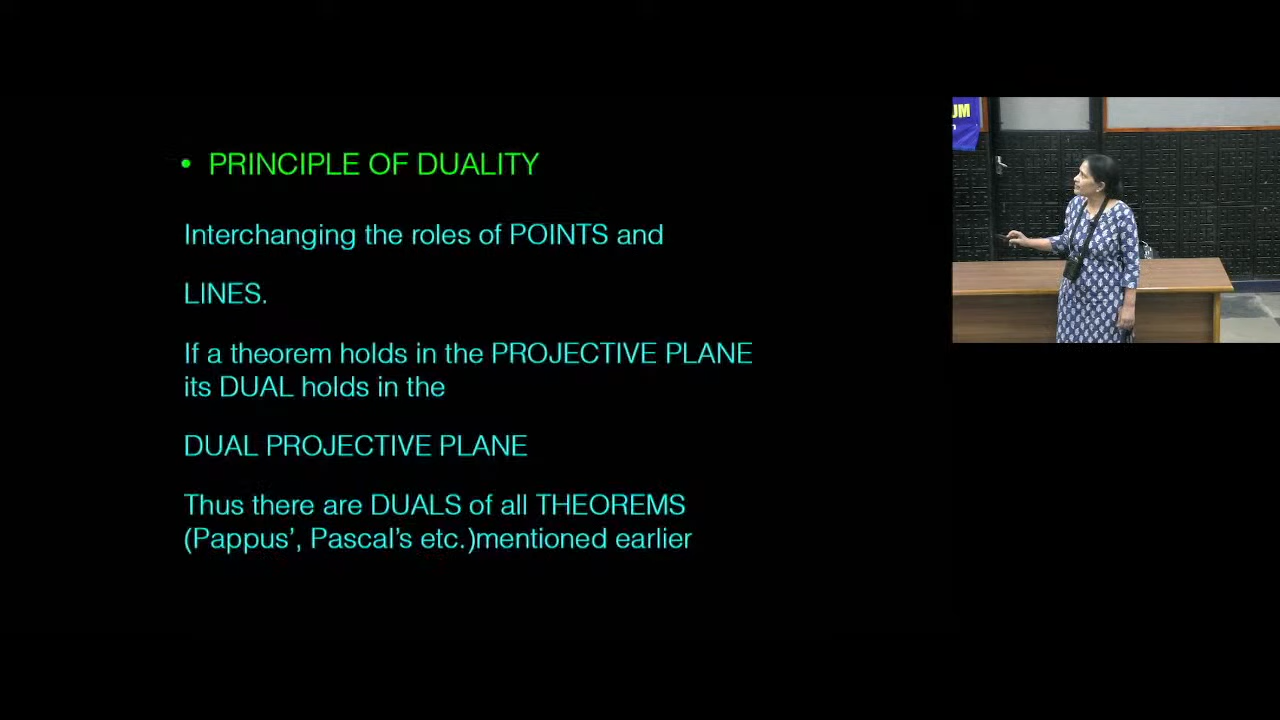 • PRINCIPLE OF DUALITY
Interchanging the roles of POINTS and
LINES.
If a theorem holds in the PROJECTIVE PLANE
its DUAL holds in the
DUAL PROJECTIVE PLANE
Thus there are DUALS of all THEOREMS
(Pappus’, Pascal’s etc.)mentioned earlier
UM